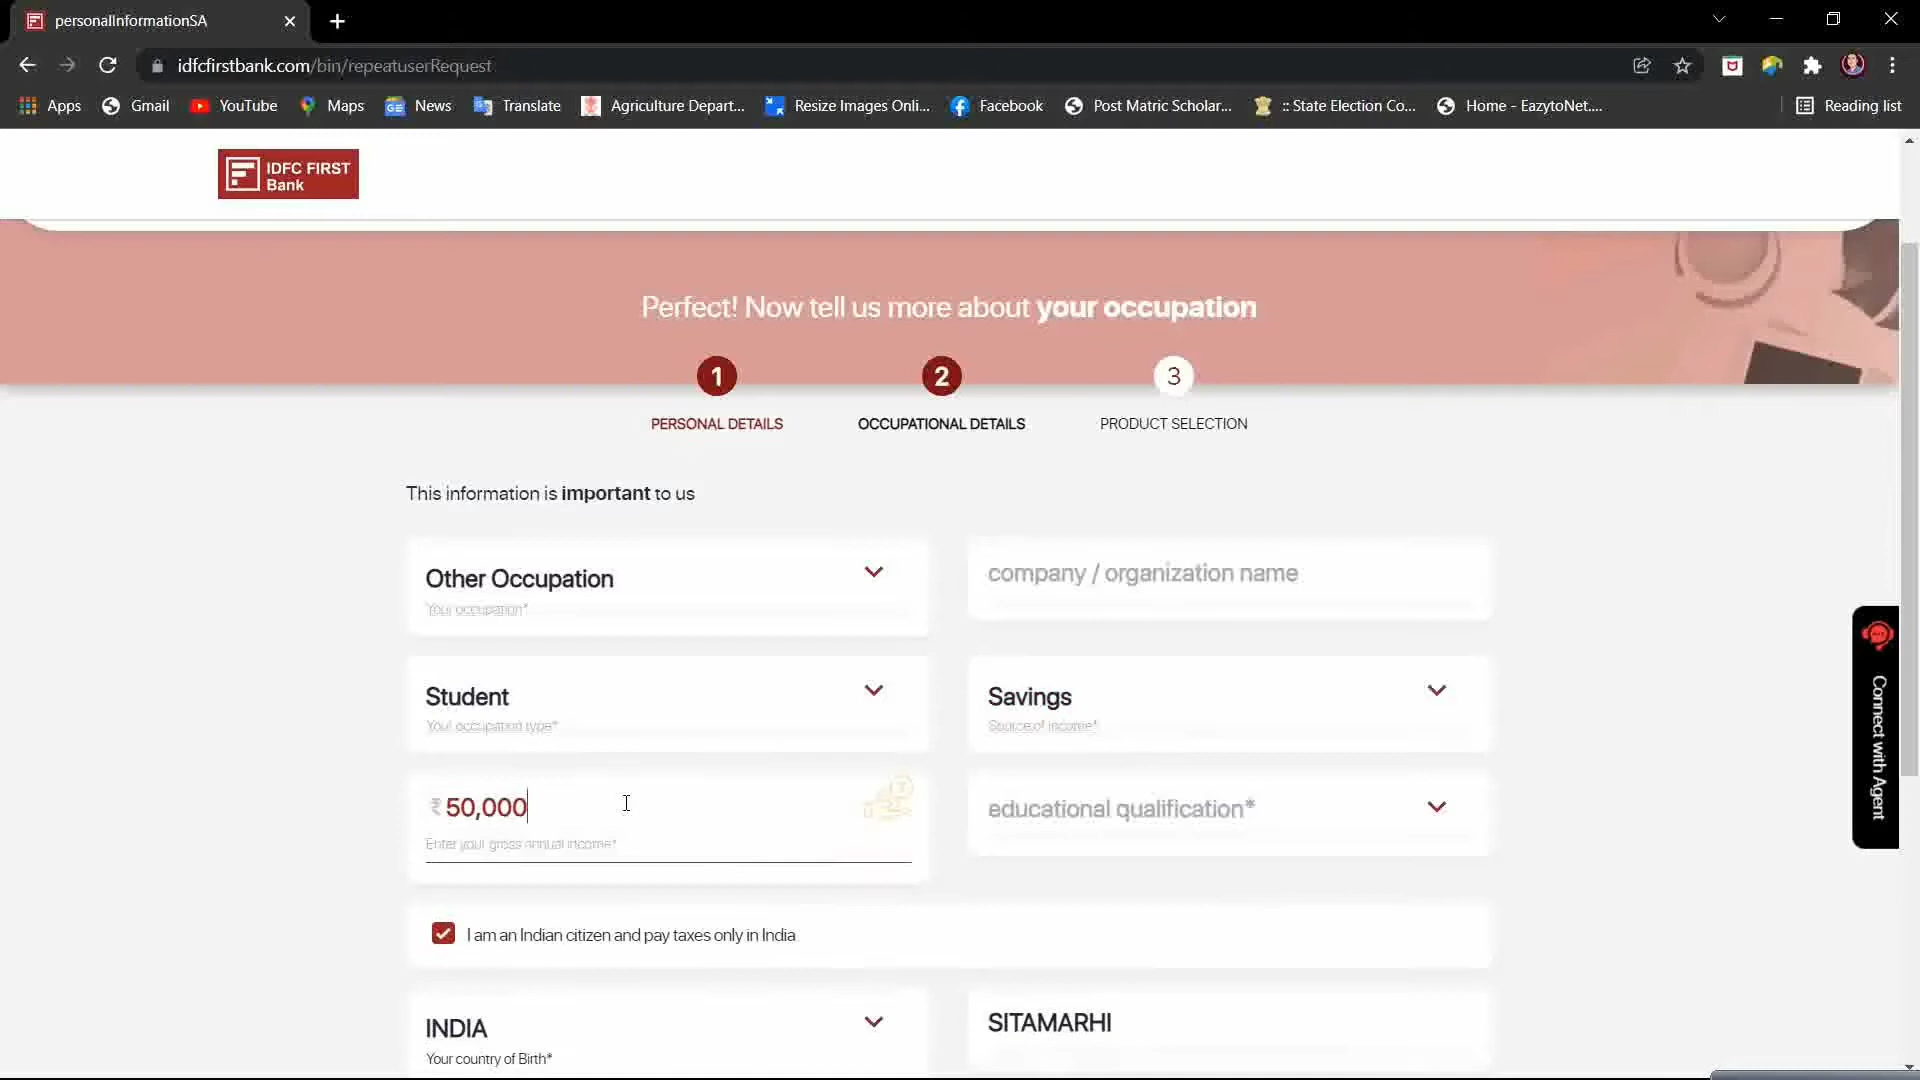 personalInformationSA
idfcfirstbank.com/bin/repeatuserRequest
Apps Gmail YouTube Maps News Translate Agriculture Depart... Resize Images Onli... Facebook Post Matric Scholar... :: State Election Co... Home - EazytoNet.... Reading list
IDFC FIRST
Bank
Perfect! Now tell us more about your occupation
1 2 3
PERSONAL DETAILS OCCUPATIONAL DETAILS PRODUCT SELECTION
This information is important to us
Other Occupation
Your occupation*
company / organization name
Student
Your occupation type*
Savings
Source of income*
₹ 50,000
Enter your gross annual income*
educational qualification*
I am an Indian citizen and pay taxes only in India
INDIA
Your country of Birth*
SITAMARHI
Connect with Agent